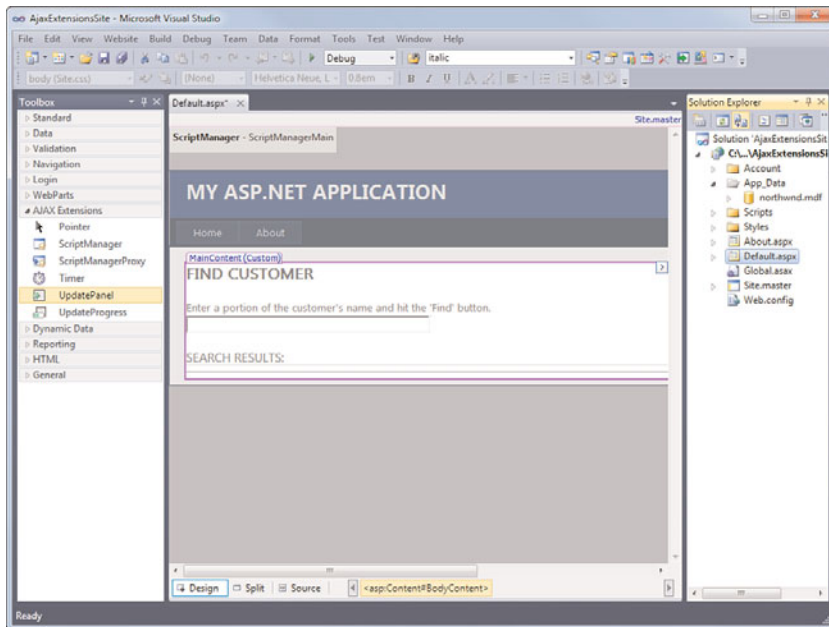 AjaxExtensionsSite - Microsoft Visual Studio
File Edit View Website Build Debug Team Data Format Tools Test Window Help
Debug italic
body (Site.css) (None) Helvetica Neue, L 0.8em B I U A
Toolbox
Standard
Data
Validation
Navigation
Login
WebParts
AJAX Extensions
Pointer
ScriptManager
ScriptManagerProxy
Timer
UpdatePanel
UpdateProgress
Dynamic Data
Reporting
HTML
General
Default.aspx*
Site.master
ScriptManager - ScriptManagerMain
MY ASP.NET APPLICATION
Home About
MainContent (Custom)
FIND CUSTOMER
Enter a portion of the customer's name and hit the 'Find' button.
SEARCH RESULTS:
Design Split Source <asp:Content#BodyContent>
Solution Explorer
Solution 'AjaxExtensionsSit
C:\...\AjaxExtensionsSi
Account
App_Data
northwnd.mdf
Scripts
Styles
About.aspx
Default.aspx
Global.asax
Site.master
Web.config
Ready